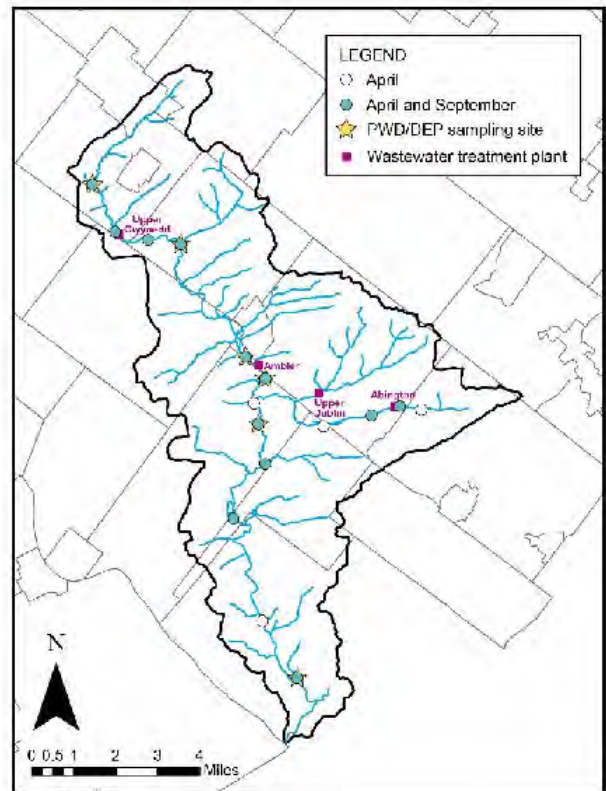 LEGEND
April
April and September
PWD/DEP sampling site
Wastewater treatment plant
Upper
Gwynedd
Ambler
Upper
Dublin
Abington
N
0 0.5 1 2 3 4
Miles